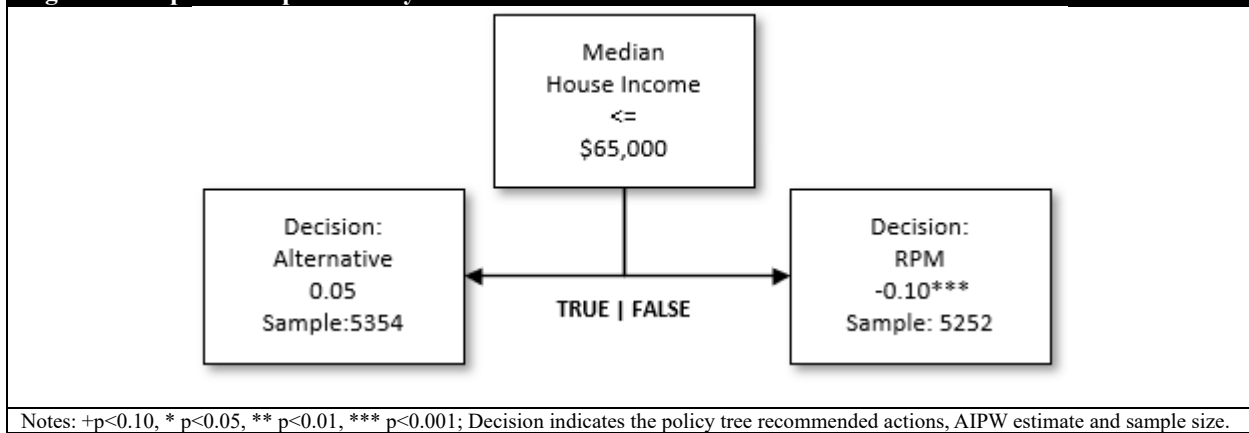 Median
House Income
<=
$65,000
Decision:
Alternative
0.05
Sample:5354
TRUE | FALSE
Decision:
RPM
-0.10***
Sample: 5252
Notes: +p<0.10, * p<0.05, ** p<0.01, *** p<0.001; Decision indicates the policy tree recommended actions, AIPW estimate and sample size.